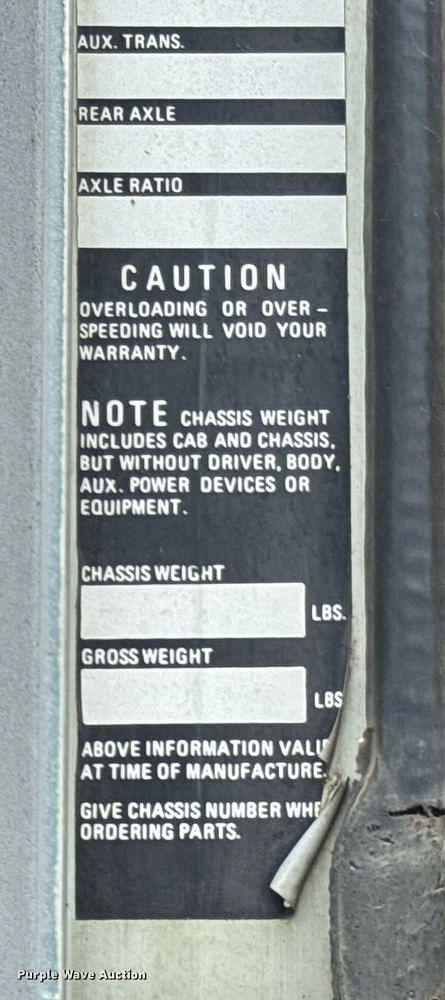 AUX. TRANS.
REAR AXLE
AXLE RATIO
CAUTION
OVERLOADING OR OVER-
SPEEDING WILL VOID YOUR
WARRANTY.
NOTE CHASSIS WEIGHT
INCLUDES CAB AND CHASSIS,
BUT WITHOUT DRIVER, BODY,
AUX. POWER DEVICES OR
EQUIPMENT.
CHASSIS WEIGHT
LBS.
GROSS WEIGHT
LBS
ABOVE INFORMATION VALI
AT TIME OF MANUFACTURE.
GIVE CHASSIS NUMBER WHE
ORDERING PARTS.
Purple Wave Auction